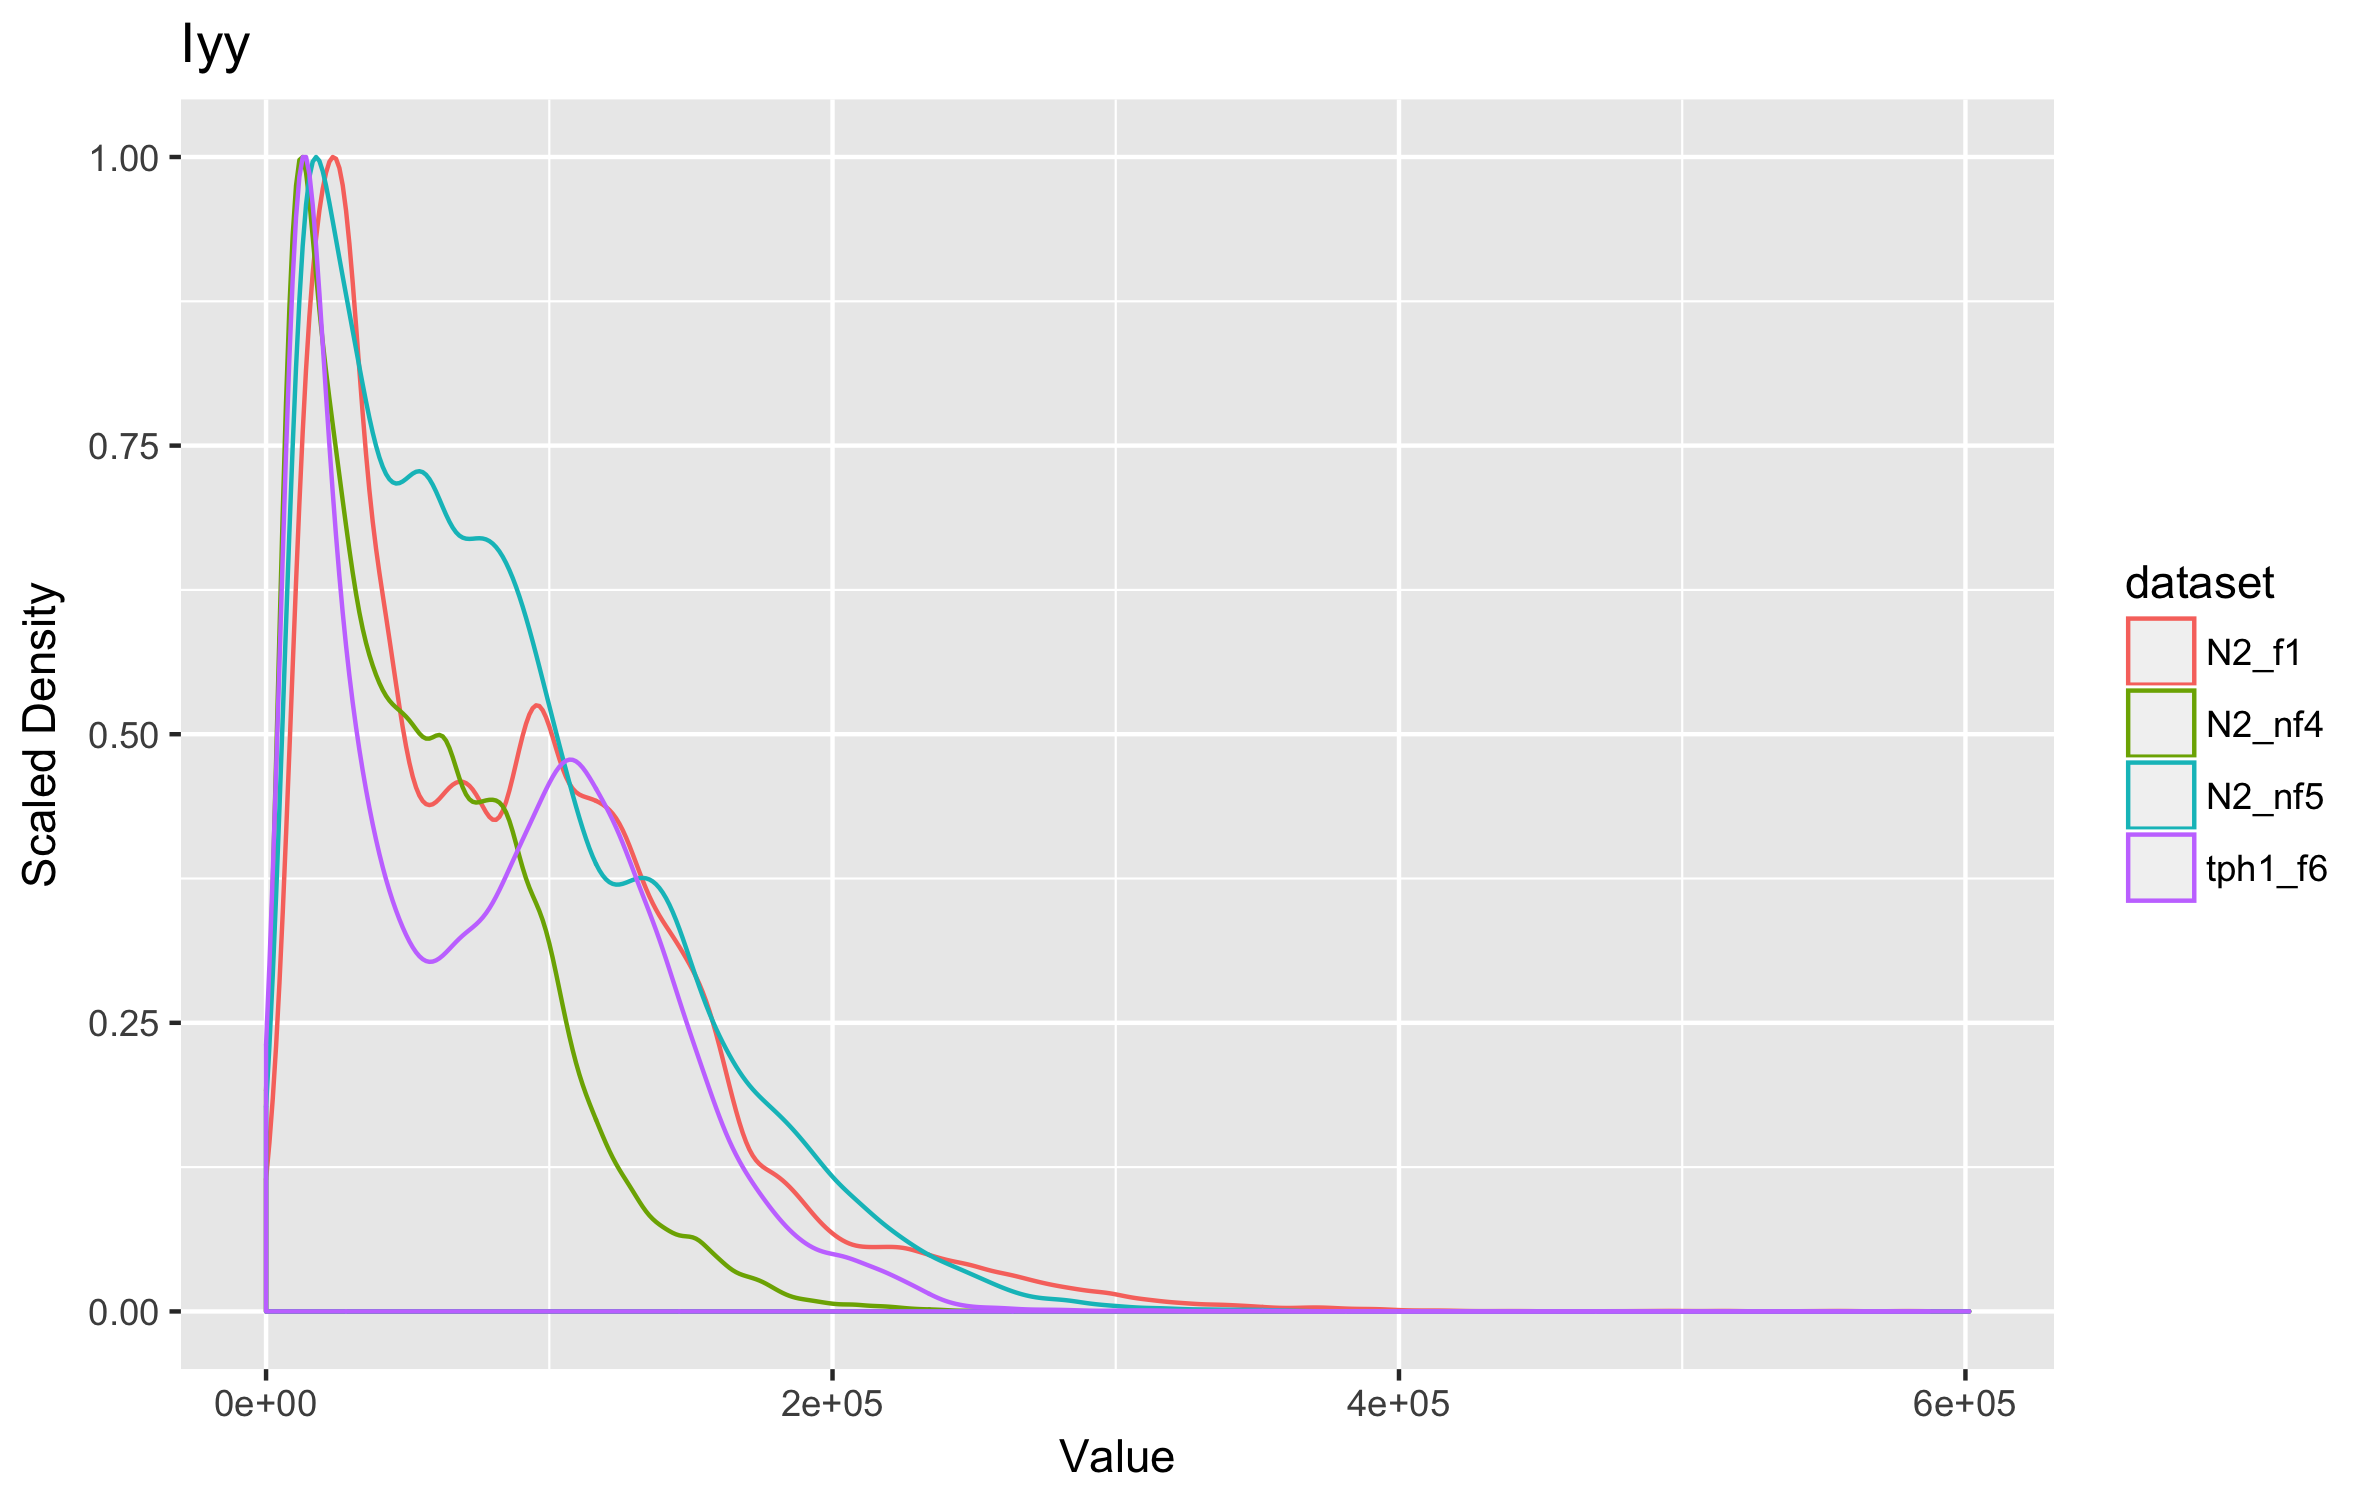 Iyy
Scaled Density
1.00
0.75
0.50
0.25
0.00
0e+00
2e+05
4e+05
6e+05
Value
dataset
N2_f1
N2_nf4
N2_nf5
tph1_f6